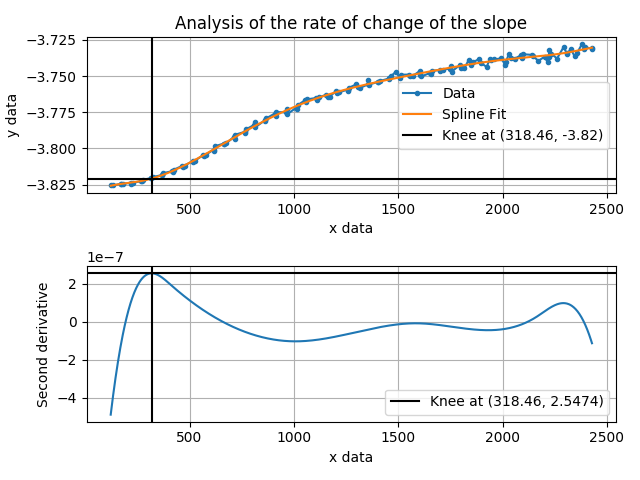 Analysis of the rate of change of the slope
−3.725
−3.750
−3.775
−3.800
−3.825
y data
Data
Spline Fit
Knee at (318.46, -3.82)
500
1000
1500
2000
2500
x data
1e−7
2
0
−2
−4
Second derivative
Knee at (318.46, 2.5474)
500
1000
1500
2000
2500
x data